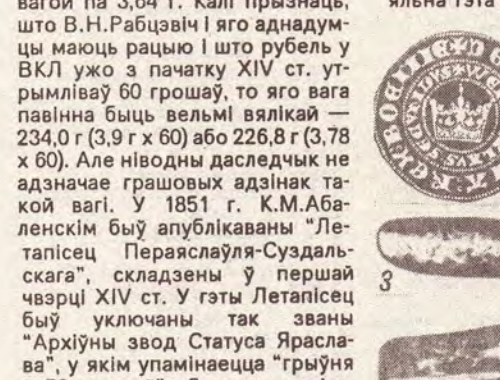 вагой па 3,64 г. Калі прызнаць,
што В.Н.Рабцэвіч і яго аднадум-
цы маюць рацыю і што рубель у
ВКЛ ужо з пачатку XIV ст. ут-
рымліваў 60 грошаў, то яго вага
павінна быць вельмі вялікай —
234,0 г (3,9 г х 60) або 226,8 г (3,78
х 60). Але ніводны даследчык не
адзначае грашовых адзінак та-
кой вагі. У 1851 г. К.М.Аба-
ленскім быў апублікаваны "Ле-
тапісец Пераяслаўля-Суздаль-
скага", складзены ў першай
чвэрці XIV ст. У гэты Летапісец
быў уключаны так званы
"Архіўны звод Статуса Яраслa-
ва", у якім упамінаецца "грыўня
3